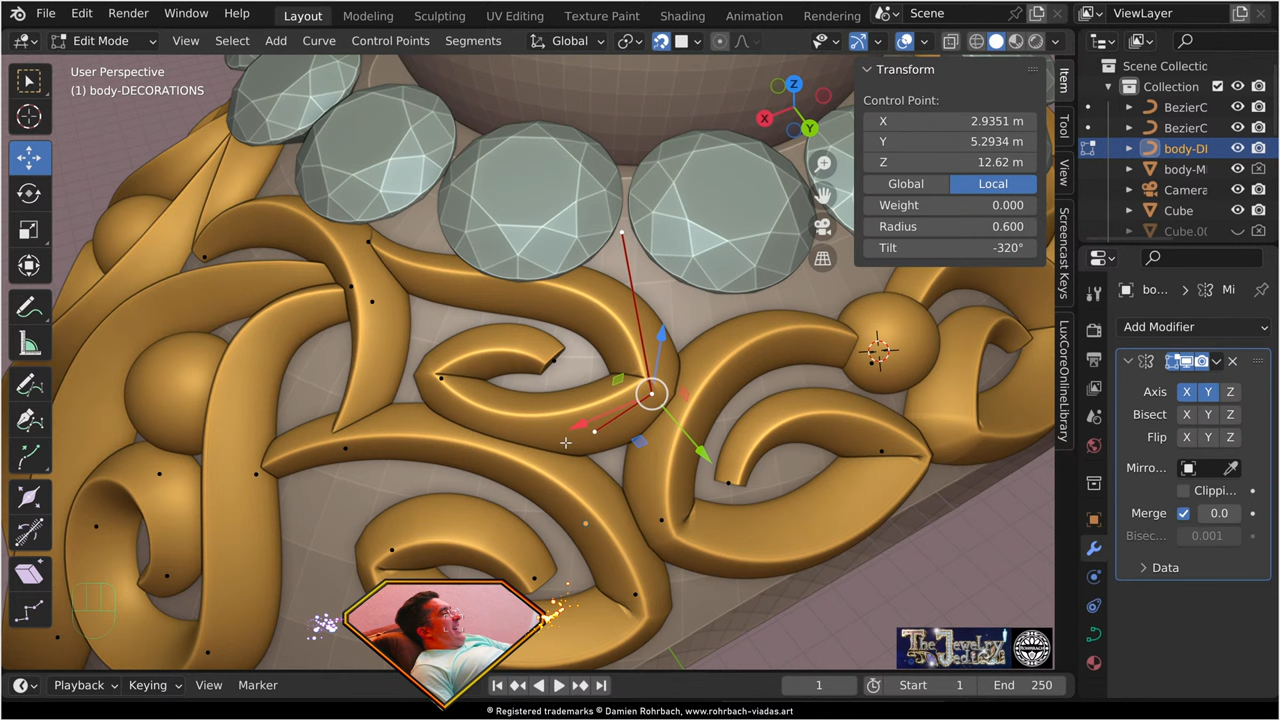 File Edit Render Window Help Layout Modeling Sculpting UV Editing Texture Paint Shading Animation Rendering Scene ViewLayer
Edit Mode View Select Add Curve Control Points Segments Global
User Perspective
(1) body-DECORATIONS
Transform
Control Point:
X 2.9351 m
Y 5.2934 m
Z 12.62 m
Global Local
Weight 0.000
Radius 0.600
Tilt -320°
Z
X
Y
Item
Tool
View
Screencast Keys
LuxCoreOnlineLibrary
Scene Collectic
Collection
BezierC
BezierC
body-DI
body-M
Camera
Cube
Cube.0(
bo... Mi
Add Modifier
Axis X Y Z
Bisect X Y Z
Flip X Y Z
Mirro...
Clippi...
Merge 0.0
Bisec... 0.001
Data
The Jewelry Jedi
ROHRBACH
Playback Keying View Marker 1 Start 1 End 250
® Registered trademarks © Damien Rohrbach, www.rohrbach-viadas.art